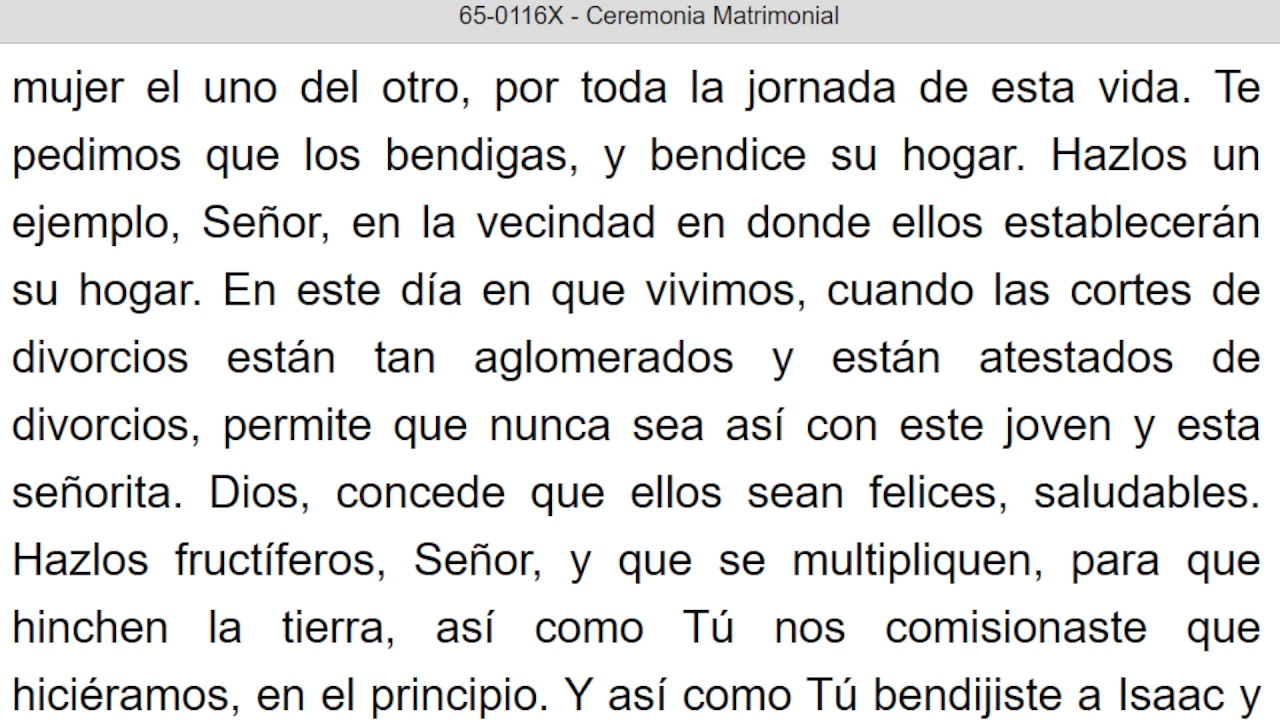 65-0116X - Ceremonia Matrimonial
mujer el uno del otro, por toda la jornada de esta vida. Te
pedimos que los bendigas, y bendice su hogar. Hazlos un
ejemplo, Señor, en la vecindad en donde ellos establecerán
su hogar. En este día en que vivimos, cuando las cortes de
divorcios están tan aglomerados y están atestados de
divorcios, permite que nunca sea así con este joven y esta
señorita. Dios, concede que ellos sean felices, saludables.
Hazlos fructíferos, Señor, y que se multipliquen, para que
hinchen la tierra, así como Tú nos comisionaste que
hiciéramos, en el principio. Y así como Tú bendijiste a Isaac y